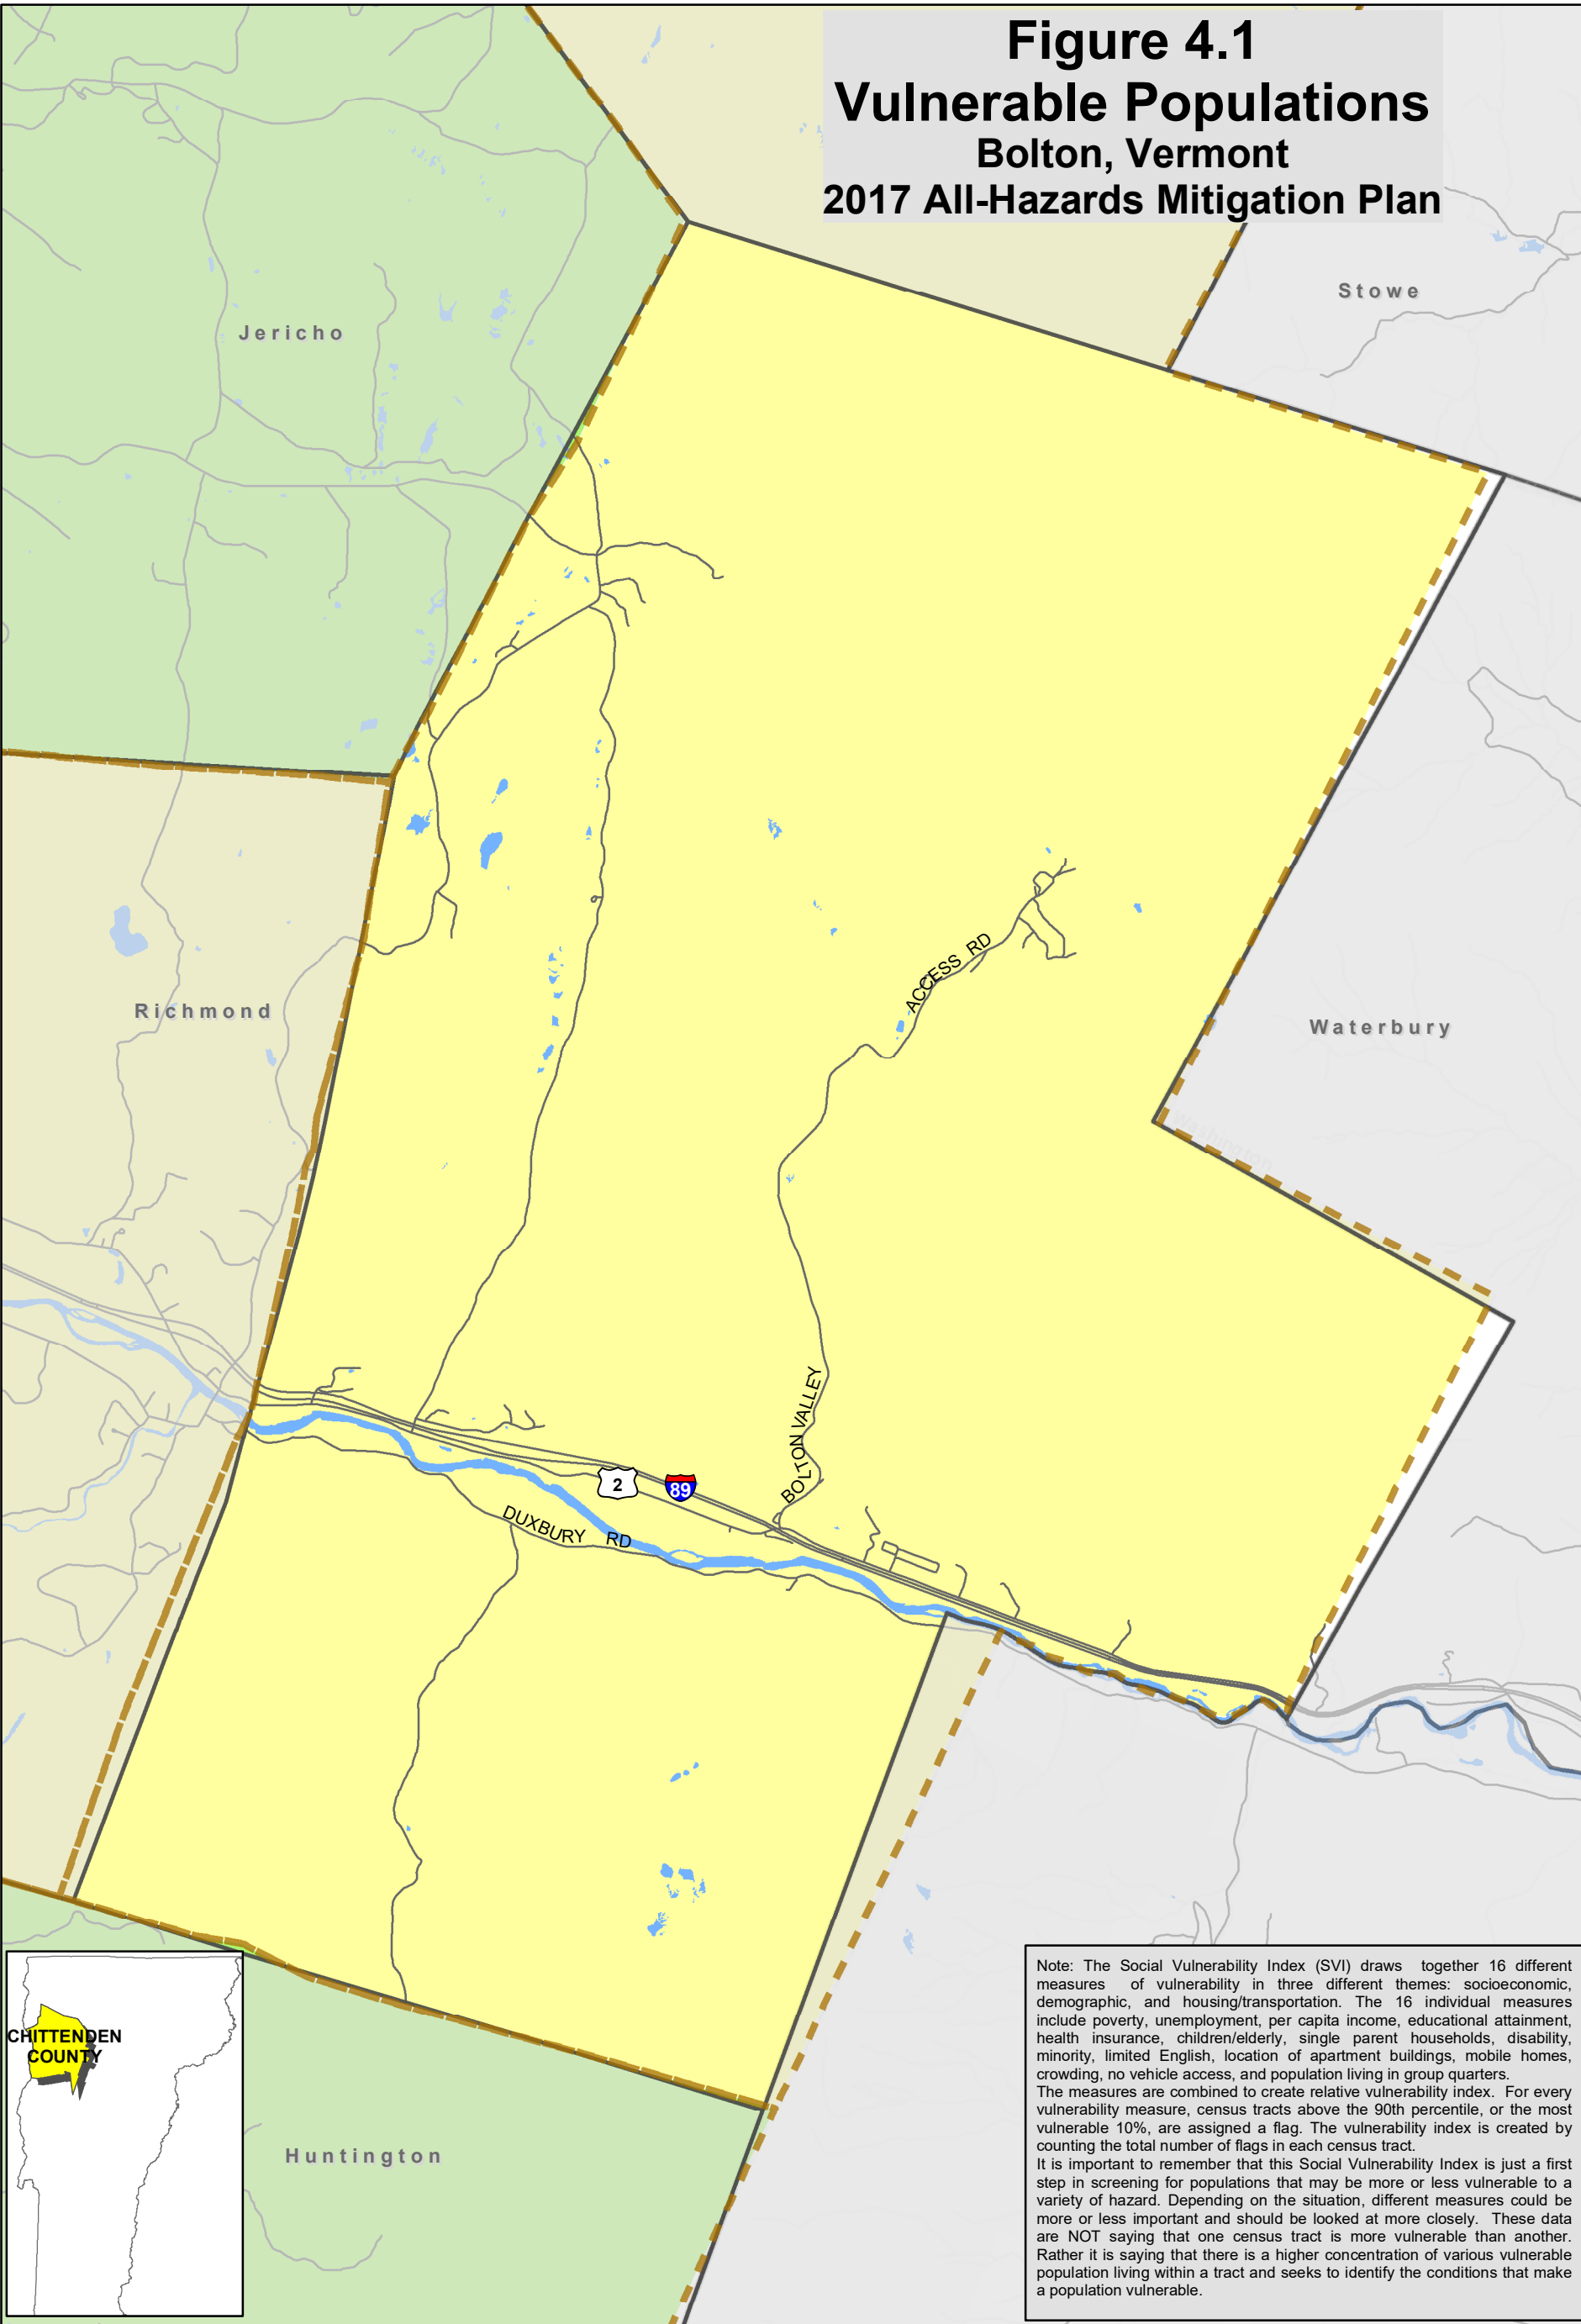 Figure 4.1
Vulnerable Populations
Bolton, Vermont
2017 All-Hazards Mitigation Plan
Stowe
Jericho
Richmond
ACCESS RD
Waterbury
Washington
BOLTON VALLEY
2
89
DUXBURY RD
Huntington
CHITTENDEN
COUNTY
Note: The Social Vulnerability Index (SVI) draws together 16 different
measures of vulnerability in three different themes: socioeconomic,
demographic, and housing/transportation. The 16 individual measures
include poverty, unemployment, per capita income, educational attainment,
health insurance, children/elderly, single parent households, disability,
minority, limited English, location of apartment buildings, mobile homes,
crowding, no vehicle access, and population living in group quarters.
The measures are combined to create relative vulnerability index. For every
vulnerability measure, census tracts above the 90th percentile, or the most
vulnerable 10%, are assigned a flag. The vulnerability index is created by
counting the total number of flags in each census tract.
It is important to remember that this Social Vulnerability Index is just a first
step in screening for populations that may be more or less vulnerable to a
variety of hazard. Depending on the situation, different measures could be
more or less important and should be looked at more closely. These data
are NOT saying that one census tract is more vulnerable than another.
Rather it is saying that there is a higher concentration of various vulnerable
population living within a tract and seeks to identify the conditions that make
a population vulnerable.